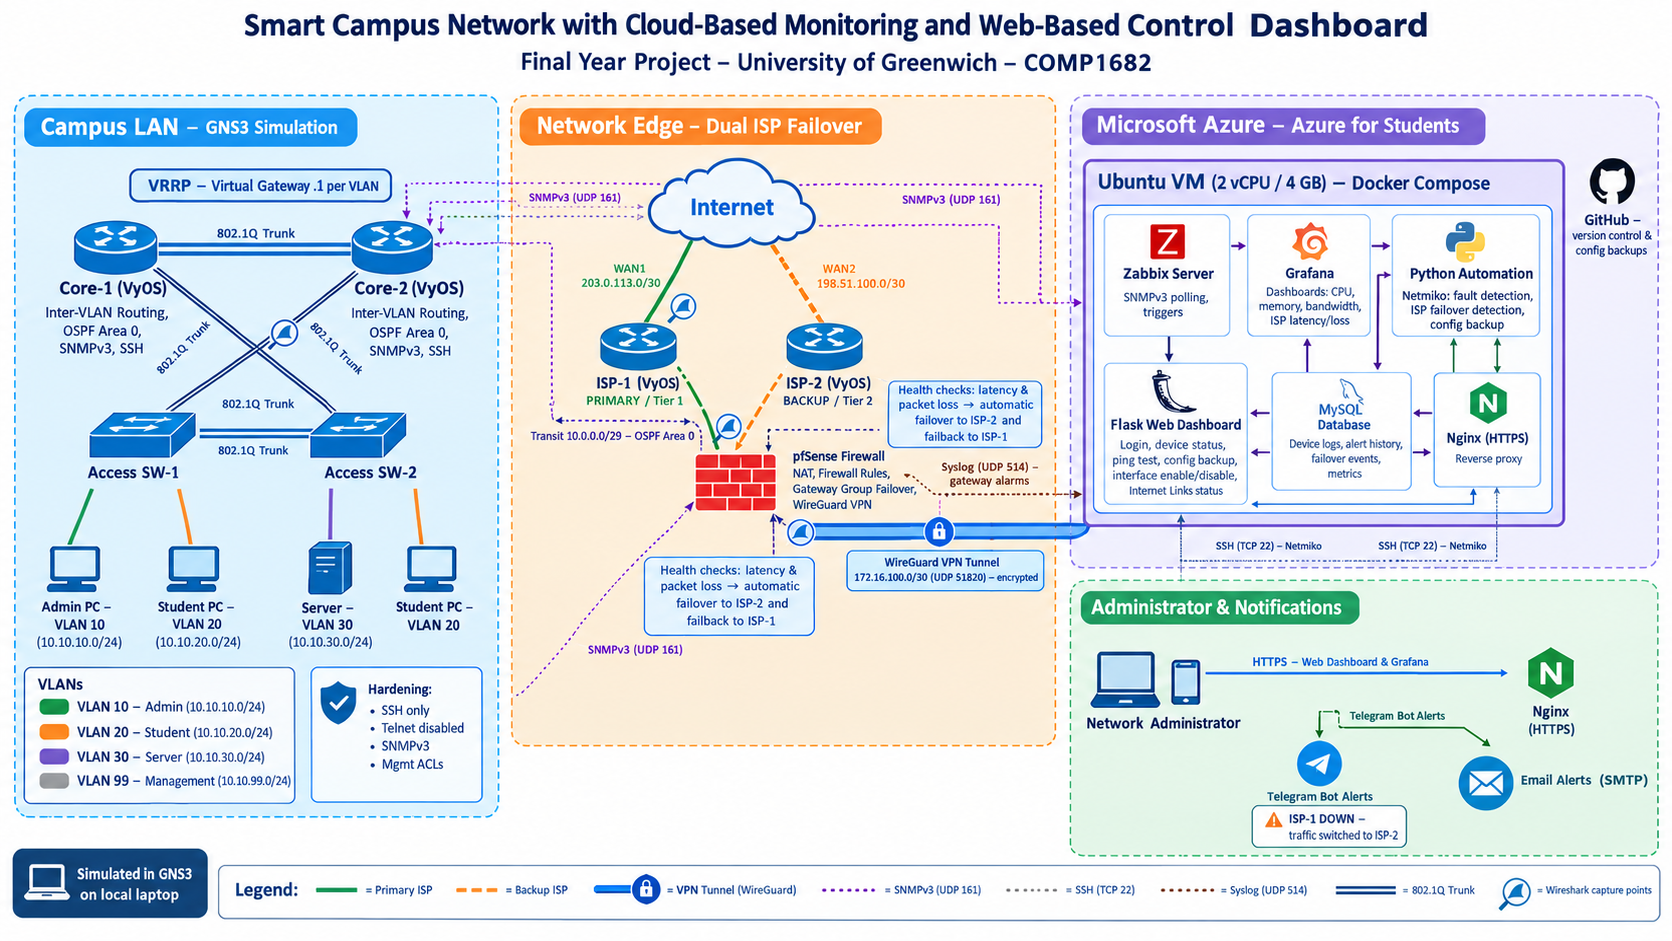 Smart Campus Network with Cloud-Based Monitoring and Web-Based Control Dashboard
Final Year Project – University of Greenwich – COMP1682
Campus LAN – GNS3 Simulation
VRRP – Virtual Gateway .1 per VLAN
802.1Q Trunk
Core-1 (VyOS)
Inter-VLAN Routing,
OSPF Area 0,
SNMPv3, SSH
Core-2 (VyOS)
Inter-VLAN Routing,
OSPF Area 0,
SNMPv3, SSH
802.1Q Trunk
802.1Q Trunk
802.1Q Trunk
802.1Q Trunk
Access SW-1
Access SW-2
Admin PC –
VLAN 10
(10.10.10.0/24)
Student PC –
VLAN 20
(10.10.20.0/24)
Server –
VLAN 30
(10.10.30.0/24)
Student PC –
VLAN 20
VLANs
VLAN 10 – Admin (10.10.10.0/24)
VLAN 20 – Student (10.10.20.0/24)
VLAN 30 – Server (10.10.30.0/24)
VLAN 99 – Management (10.10.99.0/24)
Hardening:
• SSH only
• Telnet disabled
• SNMPv3
• Mgmt ACLs
Network Edge – Dual ISP Failover
SNMPv3 (UDP 161)
Internet
SNMPv3 (UDP 161)
WAN1
203.0.113.0/30
WAN2
198.51.100.0/30
ISP-1 (VyOS)
PRIMARY / Tier 1
ISP-2 (VyOS)
BACKUP / Tier 2
Health checks: latency &
packet loss → automatic
failover to ISP-2 and
failback to ISP-1
Transit 10.0.0.0/29 – OSPF Area 0
pfSense Firewall
NAT, Firewall Rules,
Gateway Group Failover,
WireGuard VPN
Syslog (UDP 514) –
gateway alarms
WireGuard VPN Tunnel
172.16.100.0/30 (UDP 51820) – encrypted
Health checks: latency &
packet loss → automatic
failover to ISP-2 and
failback to ISP-1
SNMPv3 (UDP 161)
Microsoft Azure – Azure for Students
Ubuntu VM (2 vCPU / 4 GB) – Docker Compose
Z
Zabbix Server
SNMPv3 polling,
triggers
Grafana
Dashboards: CPU,
memory, bandwidth,
ISP latency/loss
Python Automation
Netmiko: fault detection,
ISP failover detection,
config backup
Flask Web Dashboard
Login, device status,
ping test, config backup,
interface enable/disable,
Internet Links status
MySQL
Database
Device logs, alert history,
failover events,
metrics
N
Nginx (HTTPS)
Reverse proxy
GitHub –
version control &
config backups
SSH (TCP 22) – Netmiko
SSH (TCP 22) – Netmiko
Administrator & Notifications
HTTPS – Web Dashboard & Grafana
Network Administrator
N
Nginx
(HTTPS)
Telegram Bot Alerts
Telegram Bot Alerts
Email Alerts (SMTP)
ISP-1 DOWN –
traffic switched to ISP-2
Simulated in GNS3
on local laptop
Legend:
= Primary ISP
= Backup ISP
= VPN Tunnel (WireGuard)
= SNMPv3 (UDP 161)
= SSH (TCP 22)
= Syslog (UDP 514)
= 802.1Q Trunk
= Wireshark capture points